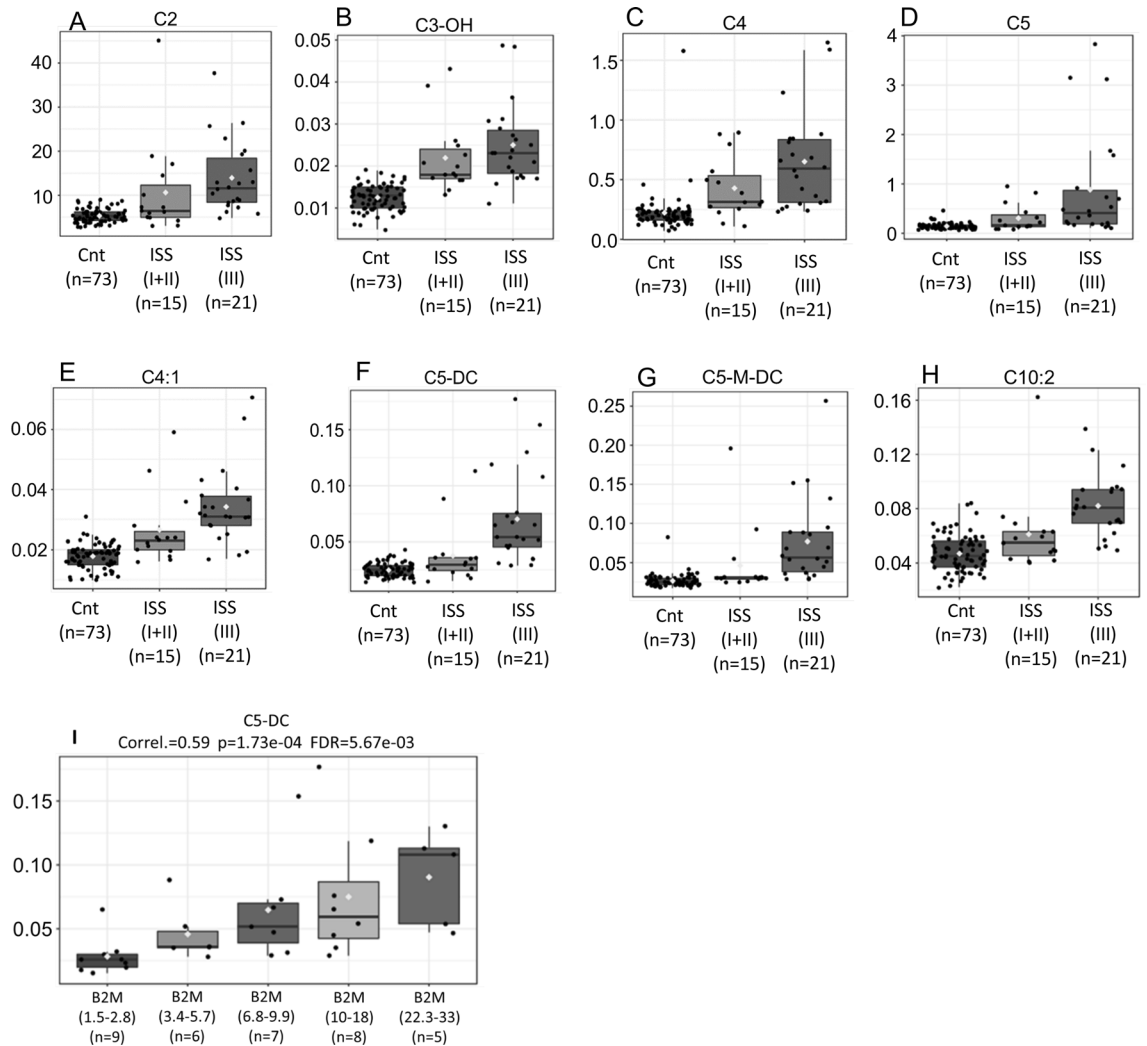 A
C2
40
30
20
10
Cnt
(n=73)
ISS
(I+II)
(n=15)
ISS
(III)
(n=21)
B
C3-OH
0.05
0.04
0.03
0.02
0.01
Cnt
(n=73)
ISS
(I+II)
(n=15)
ISS
(III)
(n=21)
C
C4
1.5
1.0
0.5
0.0
Cnt
(n=73)
ISS
(I+II)
(n=15)
ISS
(III)
(n=21)
D
C5
4
3
2
1
0
Cnt
(n=73)
ISS
(I+II)
(n=15)
ISS
(III)
(n=21)
E
C4:1
0.06
0.04
0.02
Cnt
(n=73)
ISS
(I+II)
(n=15)
ISS
(III)
(n=21)
F
C5-DC
0.15
0.10
0.05
Cnt
(n=73)
ISS
(I+II)
(n=15)
ISS
(III)
(n=21)
G
C5-M-DC
0.25
0.20
0.15
0.10
0.05
Cnt
(n=73)
ISS
(I+II)
(n=15)
ISS
(III)
(n=21)
H
C10:2
0.16
0.12
0.08
0.04
Cnt
(n=73)
ISS
(I+II)
(n=15)
ISS
(III)
(n=21)
I
C5-DC
Correl.=0.59 p=1.73e-04 FDR=5.67e-03
0.15
0.10
0.05
B2M
(1.5-2.8)
(n=9)
B2M
(3.4-5.7)
(n=6)
B2M
(6.8-9.9)
(n=7)
B2M
(10-18)
(n=8)
B2M
(22.3-33)
(n=5)